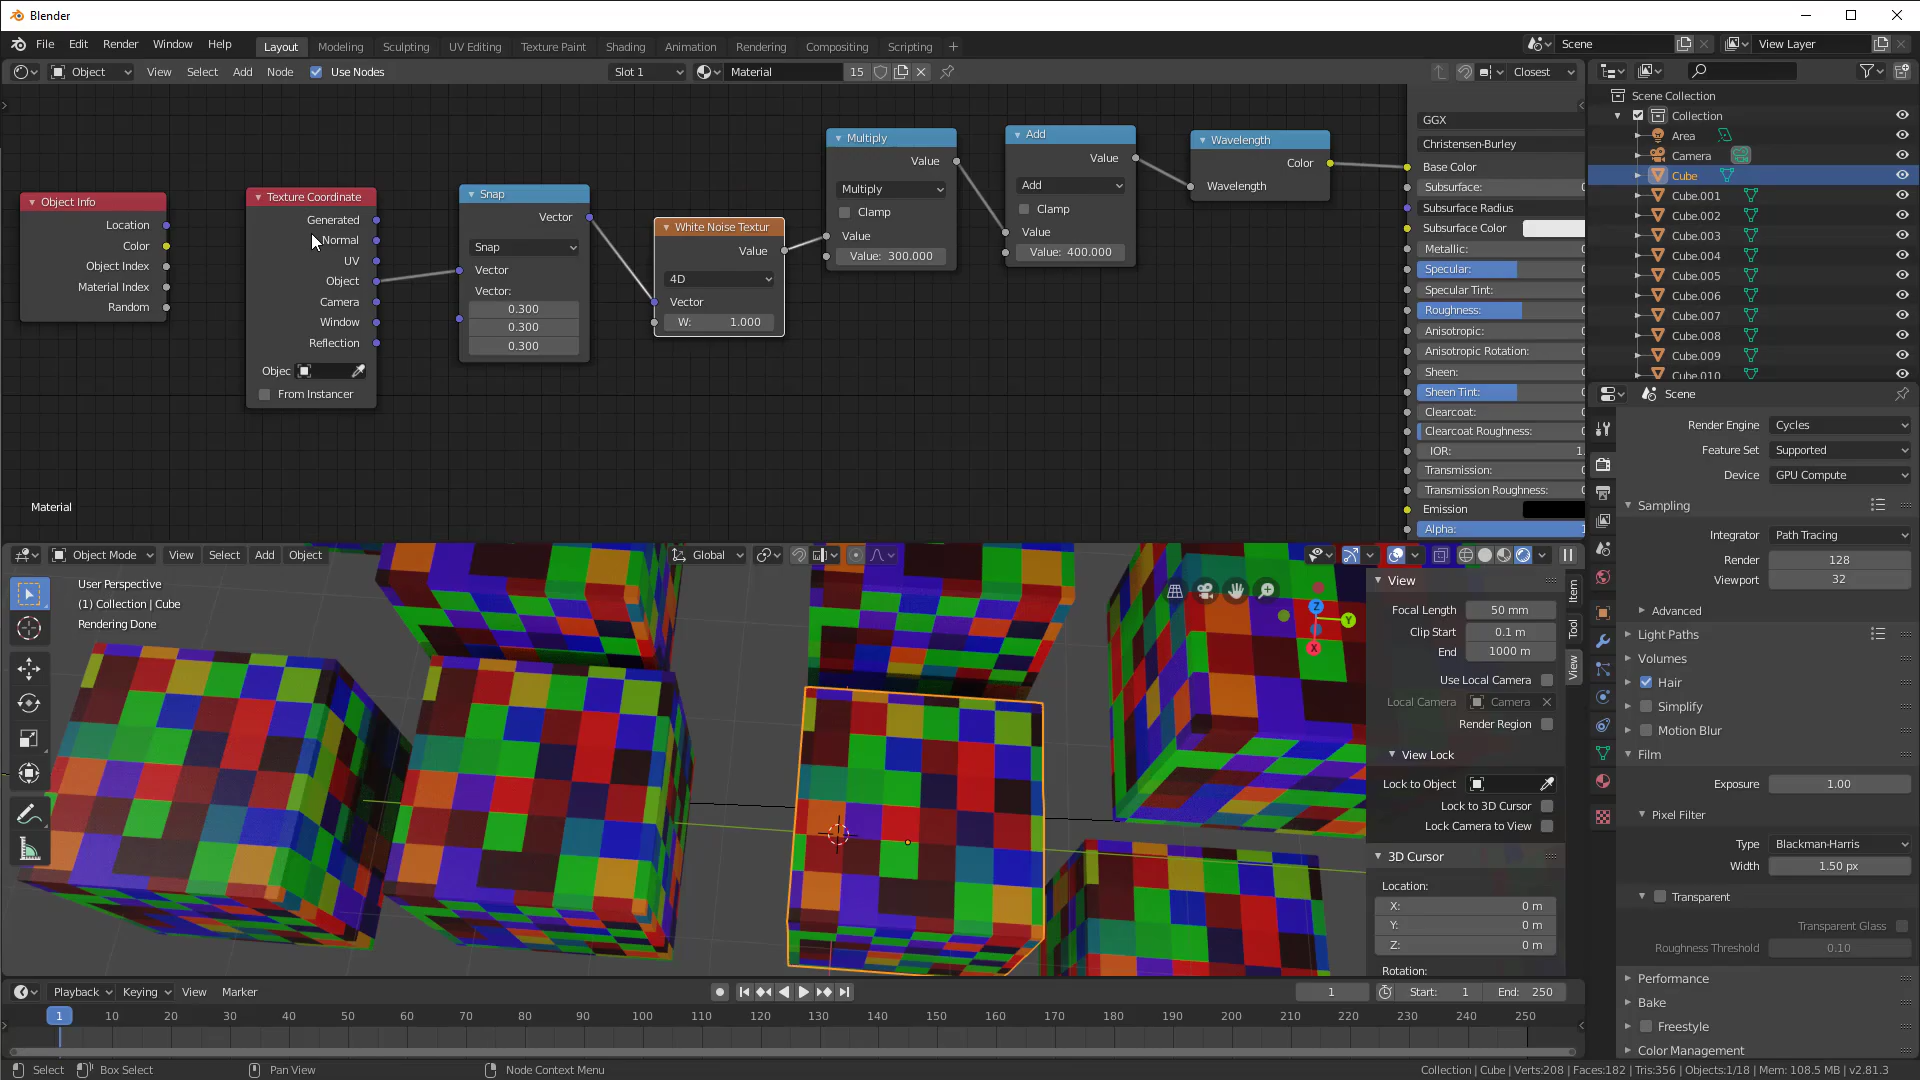 Blender
File Edit Render Window Help Layout Modeling Sculpting UV Editing Texture Paint Shading Animation Rendering Compositing Scripting + Scene View Layer
Object View Select Add Node Use Nodes Slot 1 Material 15 Closest
Object Info
Location
Color
Object Index
Material Index
Random
Texture Coordinate
Generated
Normal
UV
Object
Camera
Window
Reflection
Objec
From Instancer
Snap
Vector
Snap
Vector
Vector:
0.300
0.300
0.300
White Noise Textur
Value
4D
Vector
W: 1.000
Multiply
Value
Multiply
Clamp
Value
Value: 300.000
Add
Value
Add
Clamp
Value
Value: 400.000
Wavelength
Color
Wavelength
GGX
Christensen-Burley
Base Color
Subsurface:
Subsurface Radius
Subsurface Color
Metallic:
Specular:
Specular Tint:
Roughness:
Anisotropic:
Anisotropic Rotation:
Sheen:
Sheen Tint:
Clearcoat:
Clearcoat Roughness:
IOR: 1.
Transmission:
Transmission Roughness:
Emission
Alpha: 1
Material
Scene Collection
Collection
Area
Camera
Cube
Cube.001
Cube.002
Cube.003
Cube.004
Cube.005
Cube.006
Cube.007
Cube.008
Cube.009
Cube.010
Scene
Render Engine Cycles
Feature Set Supported
Device GPU Compute
Sampling
Integrator Path Tracing
Render 128
Viewport 32
Advanced
Light Paths
Volumes
Hair
Simplify
Motion Blur
Film
Exposure 1.00
Pixel Filter
Type Blackman-Harris
Width 1.50 px
Transparent
Transparent Glass
Roughness Threshold 0.10
Performance
Bake
Freestyle
Color Management
Object Mode View Select Add Object Global
User Perspective
(1) Collection | Cube
Rendering Done
Z
Y
X
View
Focal Length 50 mm
Clip Start 0.1 m
End 1000 m
Use Local Camera
Local Camera Camera
Render Region
View Lock
Lock to Object
Lock to 3D Cursor
Lock Camera to View
3D Cursor
Location:
X: 0 m
Y: 0 m
Z: 0 m
Rotation:
Item
Tool
View
Playback Keying View Marker 1 Start: 1 End: 250
1 10 20 30 40 50 60 70 80 90 100 110 120 130 140 150 160 170 180 190 200 210 220 230 240 250
Select Box Select Pan View Node Context Menu Collection | Cube | Verts:208 | Faces:182 | Tris:356 | Objects:1/18 | Mem: 108.5 MB | v2.81.3